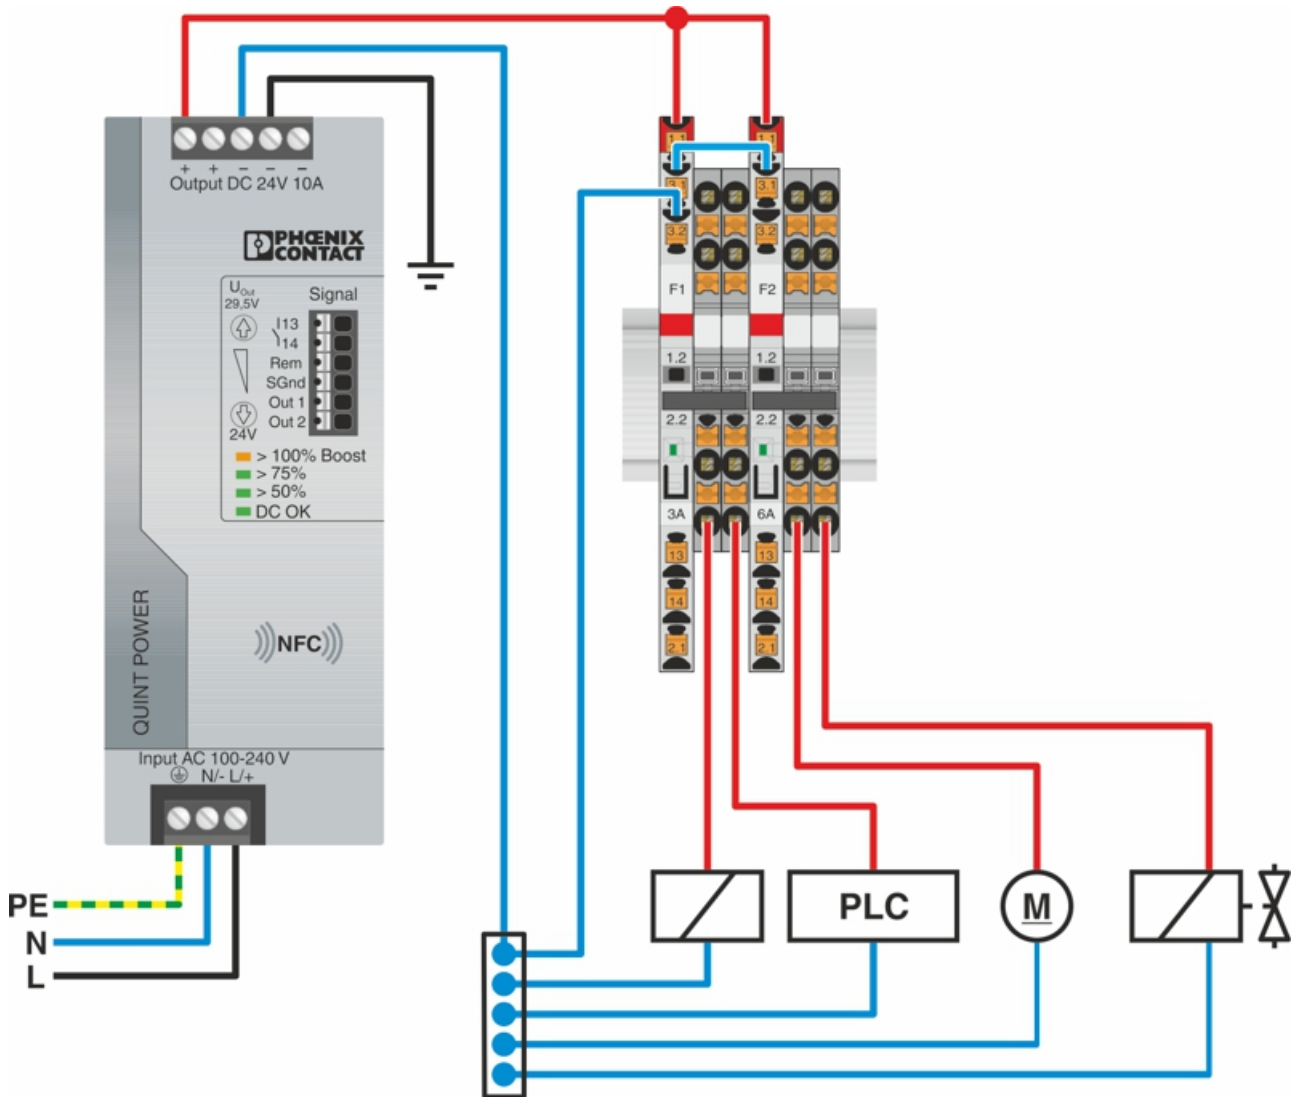 + + – – –
Output DC 24V 10A
PHŒNIX
CONTACT
U Out
29,5V
Signal
13
14
Rem
SGnd
Out 1
Out 2
24V
> 100% Boost
> 75%
> 50%
DC OK
NFC
QUINT POWER
Input AC 100-240 V
N/- L/+
PE
N
L
1.1
3.1
3.2
F1
1.2
2.2
3A
13
14
2.1
1.1
3.1
3.2
F2
1.2
2.2
6A
13
14
2.1
PLC
M